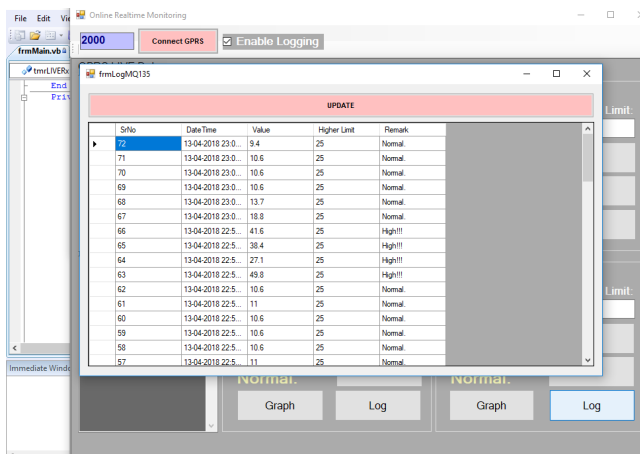 File Edit
Online Realtime Monitoring
2000 Connect GPRS Enable Logging
frmMain.vb
tmrLIVERx
frmLogMQ135
End
UPDATE
Limit:
SrNo DateTime Value Higher Limit Remark
72 13-04-2018 23:0... 9.4 25 Normal.
71 13-04-2018 23:0... 10.6 25 Normal.
70 13-04-2018 23:0... 10.6 25 Normal.
69 13-04-2018 23:0... 10.6 25 Normal.
68 13-04-2018 23:0... 13.7 25 Normal.
67 13-04-2018 23:0... 18.8 25 Normal.
66 13-04-2018 22:5... 41.6 25 High!!!
65 13-04-2018 22:5... 38.4 25 High!!!
64 13-04-2018 22:5... 27.1 25 High!!!
63 13-04-2018 22:5... 49.8 25 High!!!
62 13-04-2018 22:5... 10.6 25 Normal.
Limit:
61 13-04-2018 22:5... 11 25 Normal.
60 13-04-2018 22:5... 10.6 25 Normal.
59 13-04-2018 22:5... 10.6 25 Normal.
58 13-04-2018 22:5... 10.6 25 Normal.
57 13-04-2018 22:5... 11 25 Normal.
Immediate
Normal. Normal.
Graph Log Graph Log